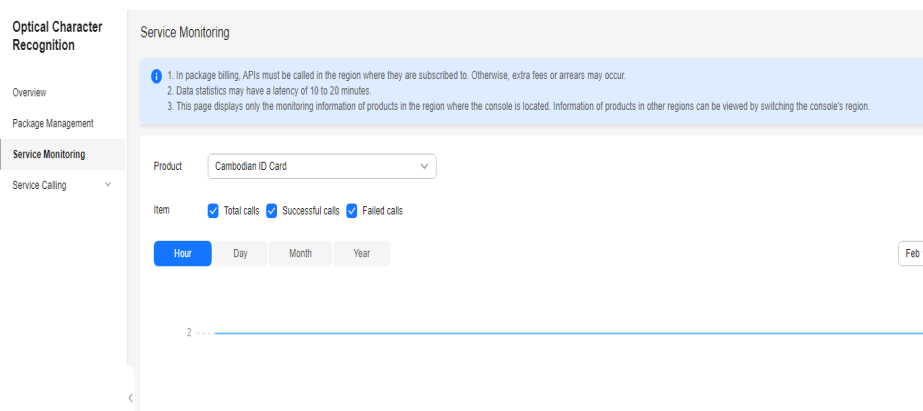 Optical Character
Recognition
Overview
Package Management
Service Monitoring
Service Calling
Service Monitoring
1. In package billing, APIs must be called in the region where they are subscribed to. Otherwise, extra fees or arrears may occur.
2. Data statistics may have a latency of 10 to 20 minutes.
3. This page displays only the monitoring information of products in the region where the console is located. Information of products in other regions can be viewed by switching the console's region.
Product Cambodian ID Card
Item Total calls Successful calls Failed calls
Hour Day Month Year Feb
2